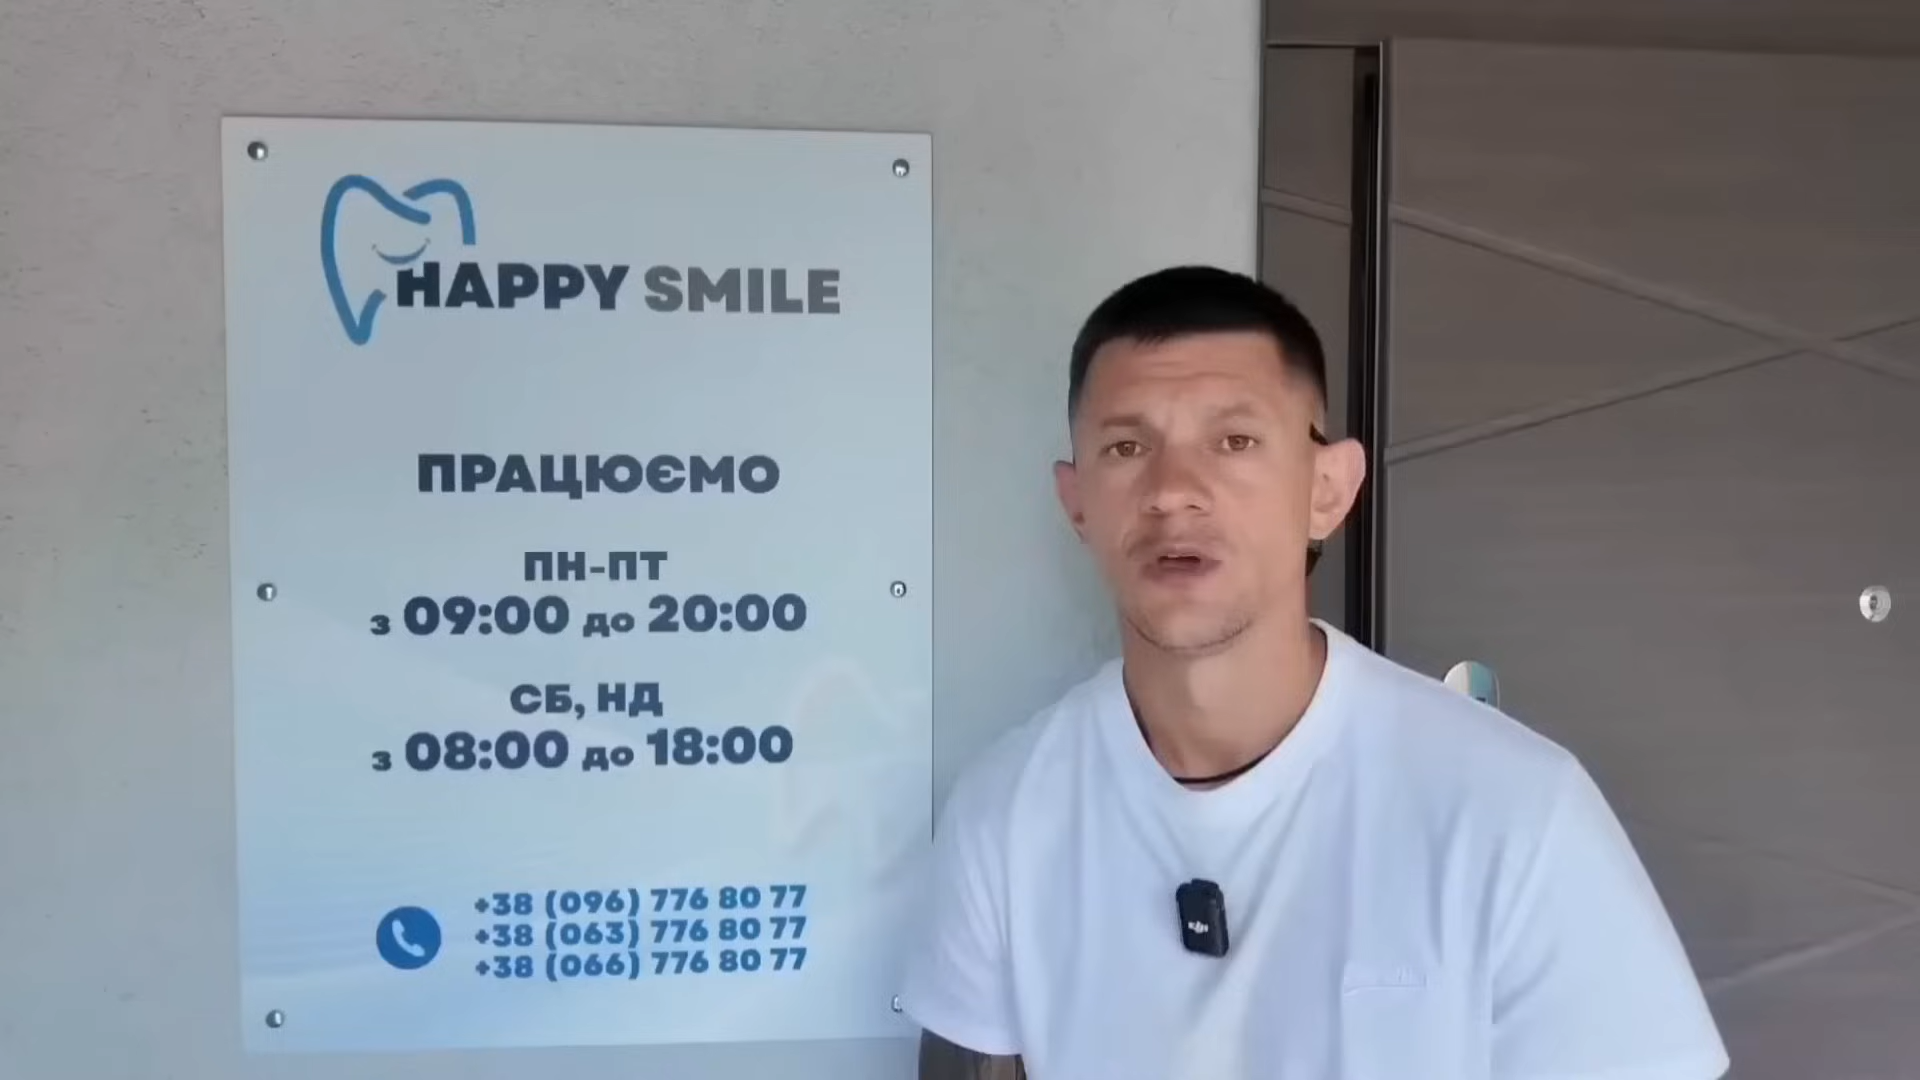 HAPPY SMILE
ПРАЦЮЄМО
ПН-ПТ
з 09:00 до 20:00
СБ, НД
з 08:00 до 18:00
+38 (096) 776 80 77
+38 (063) 776 80 77
+38 (066) 776 80 77
dji